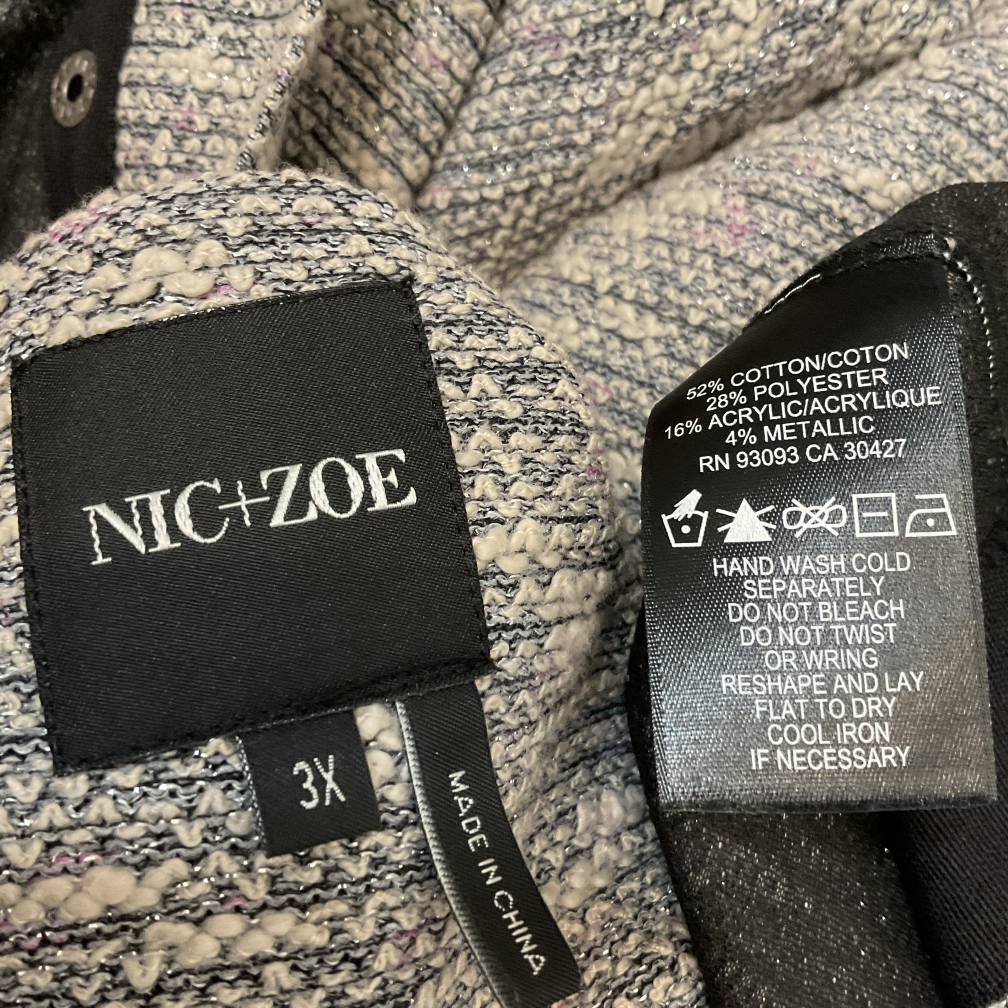 NIC+ZOE
3X
MADE IN CHINA
52% COTTON/COTON
28% POLYESTER
16% ACRYLIC/ACRYLIQUE
4% METALLIC
RN 93093 CA 30427
HAND WASH COLD
SEPARATELY
DO NOT BLEACH
DO NOT TWIST
OR WRING
RESHAPE AND LAY
FLAT TO DRY
COOL IRON
IF NECESSARY